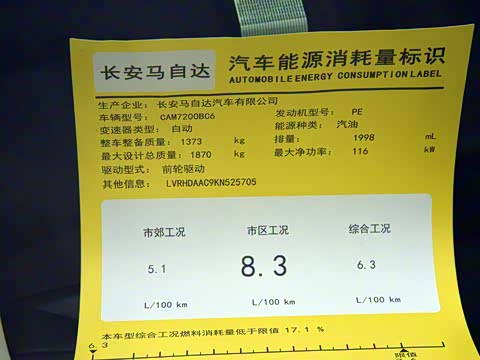 长安马自达
汽车能源消耗量标识
AUTOMOBILE ENERGY CONSUMPTION LABEL
生产企业： 长安马自达汽车有限公司
车辆型号： CAM7200BC6 发动机型号： PE
变速器类型： 自动 能源种类： 汽油
整车整备质量： 1373 kg 排量： 1998 mL
最大设计总质量： 1870 kg 最大净功率： 116 kW
驱动型式： 前轮驱动
其他信息： LVRHDAAC9KN525705
市郊工况 市区工况 综合工况
5.1 8.3 6.3
L/100 km L/100 km L/100 km
本车型综合工况燃料消耗量低于限值 17.1 %
6.3 限值